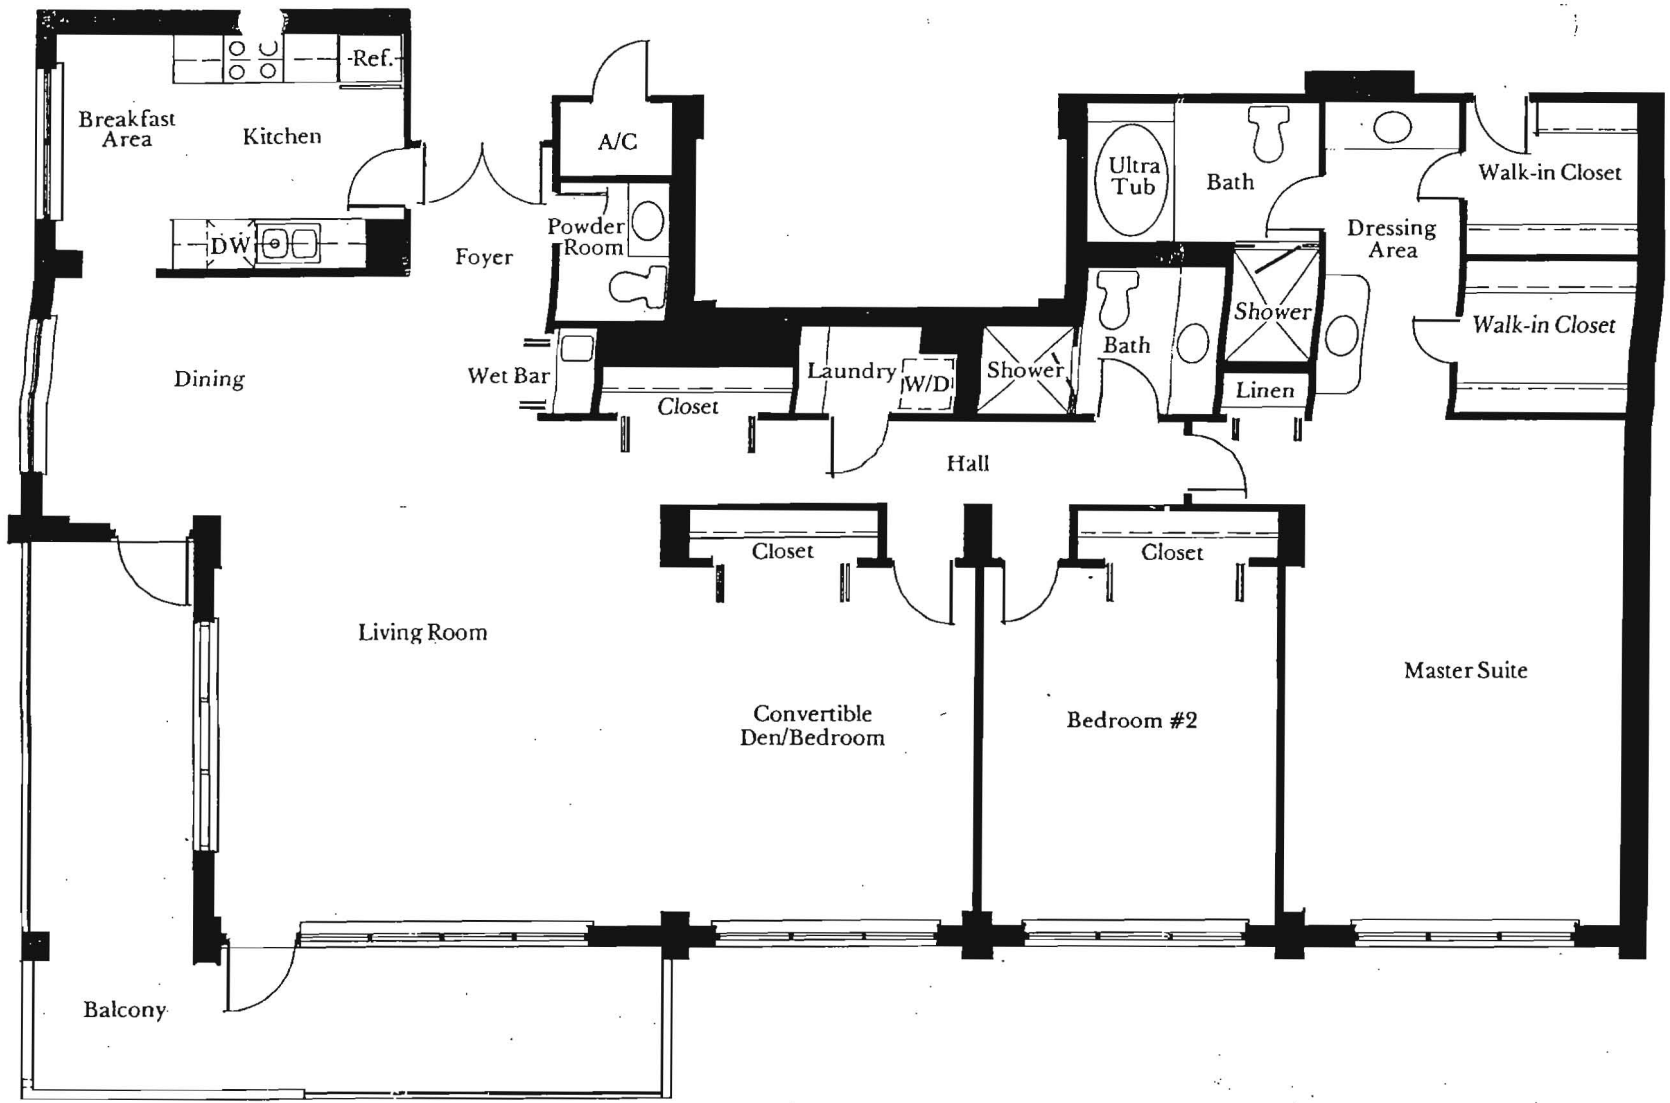 Ref.
Breakfast
Area
Kitchen
A/C
DW
Foyer
Powder
Room
Ultra
Tub
Bath
Dressing
Area
Walk-in Closet
Shower
Walk-in Closet
Dining
Wet Bar
Closet
Laundry
W/D
Shower
Bath
Linen
Hall
Closet
Closet
Living Room
Convertible
Den/Bedroom
Bedroom #2
Master Suite
Balcony